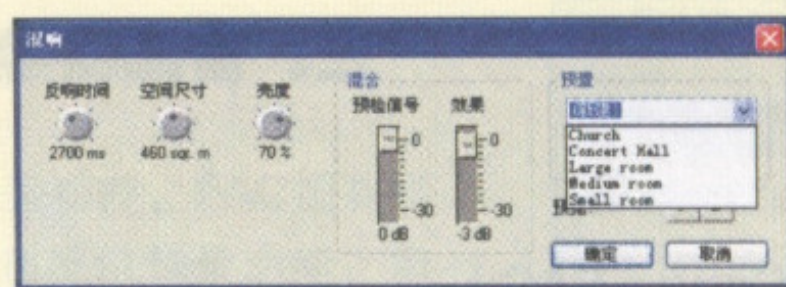 混响
反响时间
空间尺寸
亮度
2700 ms
460 sqr. m
70 %
混合
预检信号
效果
0
-30
0 dB
0
-30
-3 dB
预置
Church
Concert Hall
Large room
Medium room
Small room
确定
取消